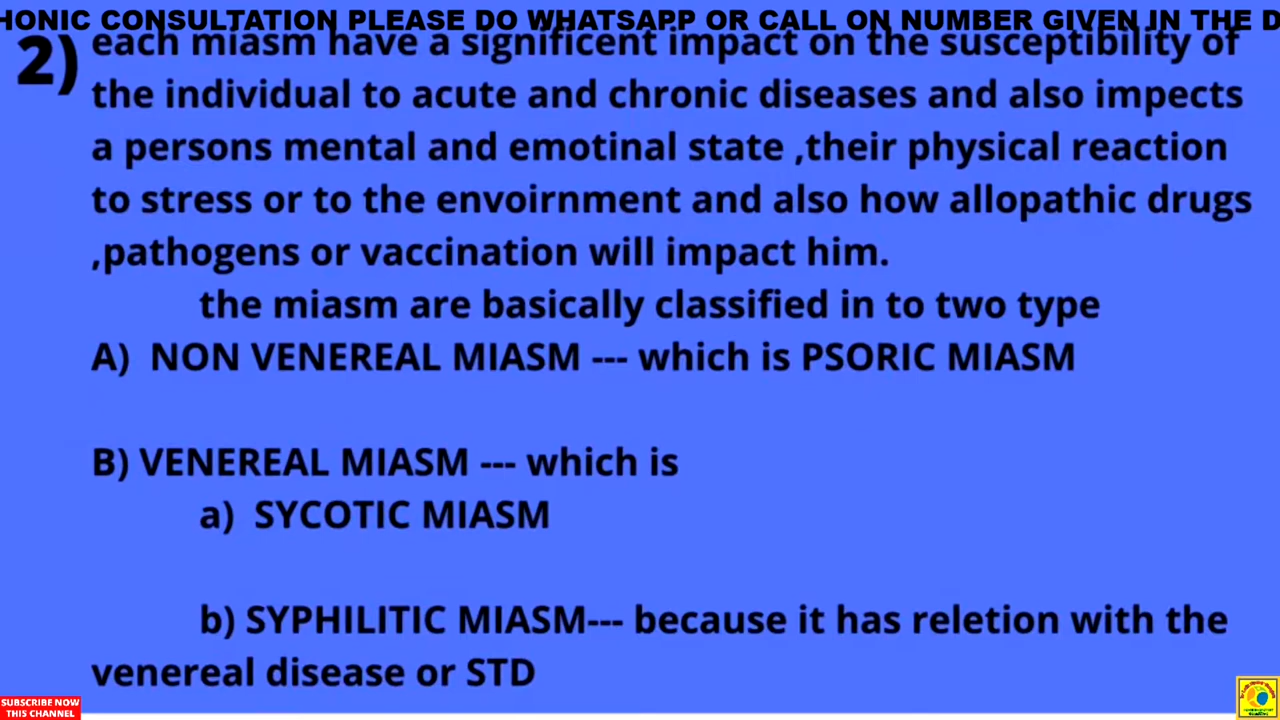 HONIC CONSULTATION PLEASE DO WHATSAPP OR CALL ON NUMBER GIVEN IN THE D
2) each miasm have a significent impact on the susceptibility of
the individual to acute and chronic diseases and also impects
a persons mental and emotinal state ,their physical reaction
to stress or to the envoirnment and also how allopathic drugs
,pathogens or vaccination will impact him.
the miasm are basically classified in to two type
A) NON VENEREAL MIASM --- which is PSORIC MIASM
B) VENEREAL MIASM --- which is
a) SYCOTIC MIASM
b) SYPHILITIC MIASM--- because it has reletion with the
venereal disease or STD
SUBSCRIBE NOW
THIS CHANNEL